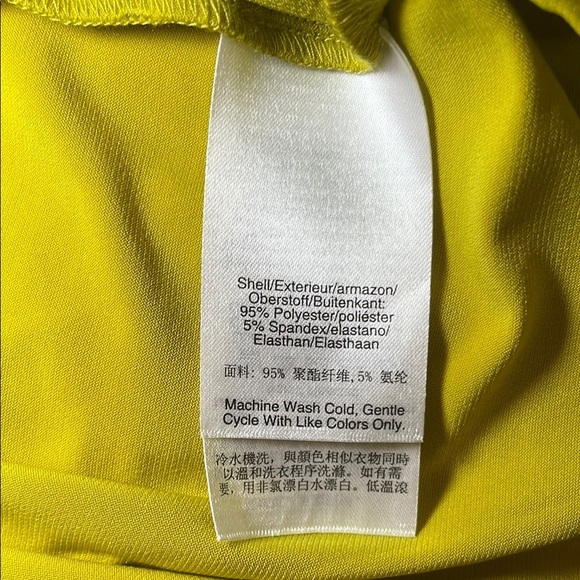 Shell/Exterieur/armazon/
Oberstoff/Buitenkant:
95% Polyester/poliéster
5% Spandex/elastano/
Elasthan/Elasthaan
面料: 95% 聚酯纤维,5% 氨纶
Machine Wash Cold, Gentle
Cycle With Like Colors Only.
冷水機洗，與顏色相似衣物同時
以溫和洗衣程序洗滌。如有需
要，用非氯漂白水漂白。低溫滾